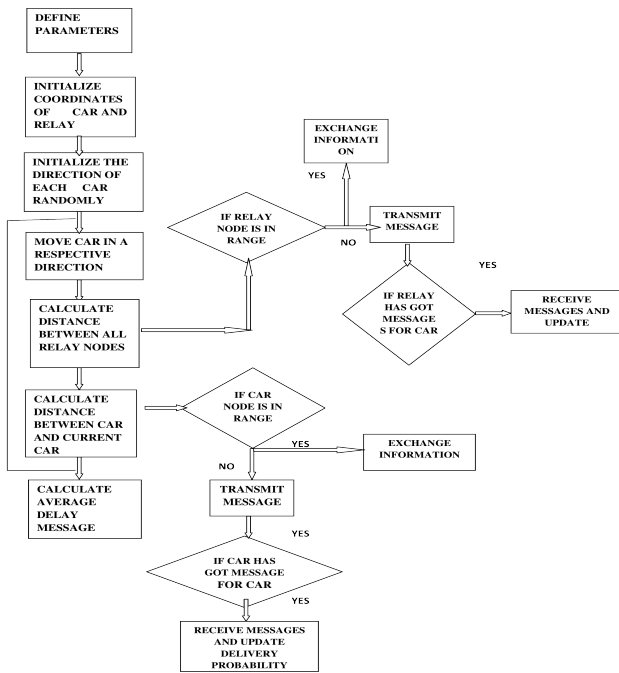 DEFINE
PARAMETERS
INITIALIZE
COORDINATES
OF CAR AND
RELAY
INITIALIZE THE
DIRECTION OF
EACH CAR
RANDOMLY
MOVE CAR IN A
RESPECTIVE
DIRECTION
CALCULATE
DISTANCE
BETWEEN ALL
RELAY NODES
CALCULATE
DISTANCE
BETWEEN CAR
AND CURRENT
CAR
CALCULATE
AVERAGE
DELAY
MESSAGE
IF RELAY
NODE IS IN
RANGE
YES
EXCHANGE
INFORMATI
ON
NO
TRANSMIT
MESSAGE
IF RELAY
HAS GOT
MESSAGE
S FOR CAR
YES
RECEIVE
MESSAGES AND
UPDATE
IF CAR
NODE IS IN
RANGE
YES
EXCHANGE
INFORMATION
NO
TRANSMIT
MESSAGE
YES
IF CAR HAS
GOT MESSAGE
FOR CAR
YES
RECEIVE MESSAGES
AND UPDATE
DELIVERY
PROBABILITY